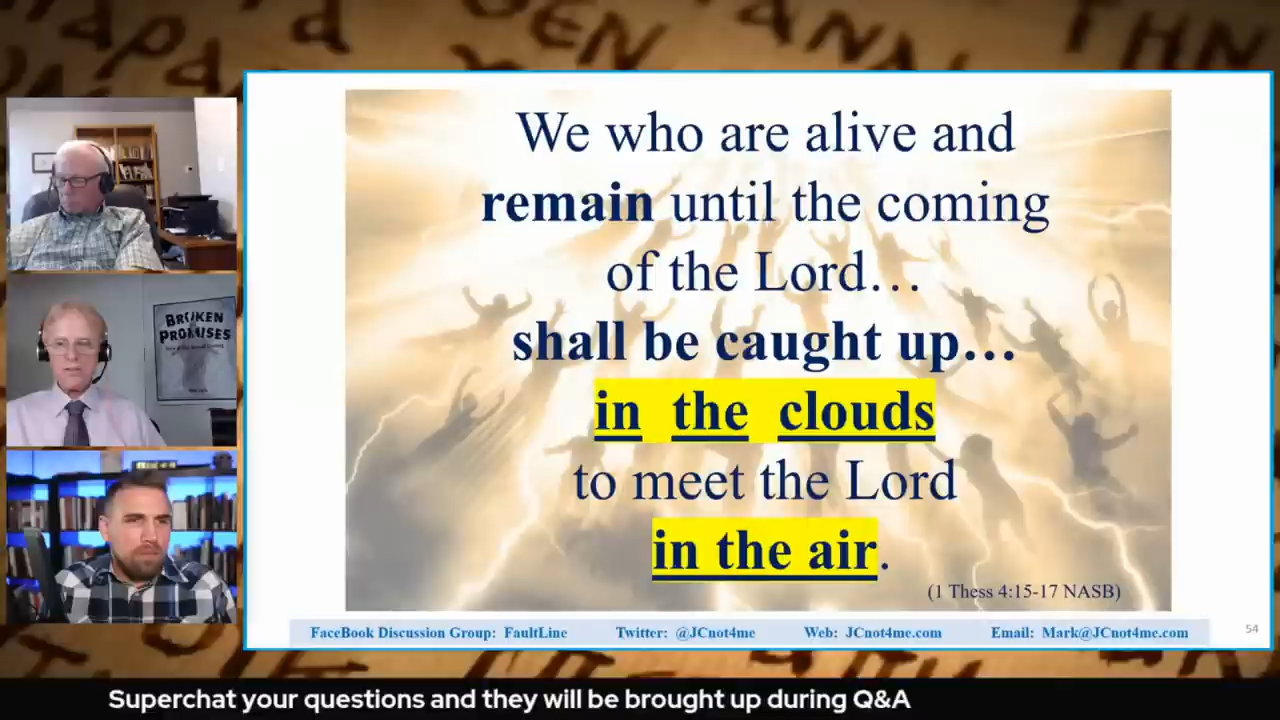 We who are alive and
remain until the coming
of the Lord…
shall be caught up…
in the clouds
to meet the Lord
in the air.
(1 Thess 4:15-17 NASB)
FaceBook Discussion Group: FaultLine Twitter: @JCnot4me Web: JCnot4me.com Email: Mark@JCnot4me.com
54
BROKEN
PROMISES
Superchat your questions and they will be brought up during Q&A